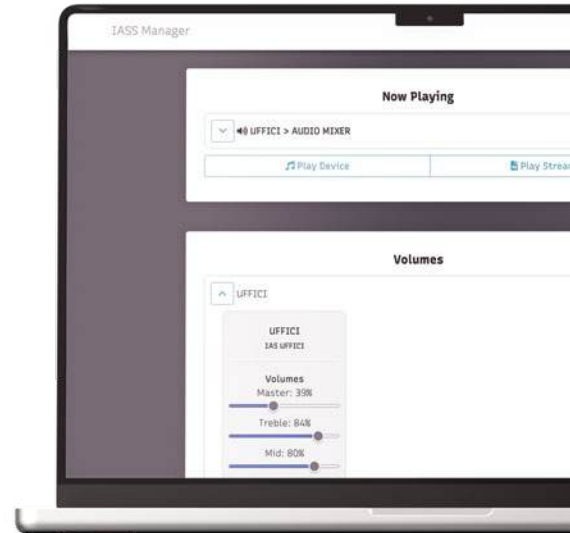 IASS Manager
Now Playing
UFFICI > AUDIO MIXER
Play Device
Play Strea
Volumes
UFFICI
UFFICI
IAS UFFICI
Volumes
Master: 39%
Treble: 84%
Mid: 80%